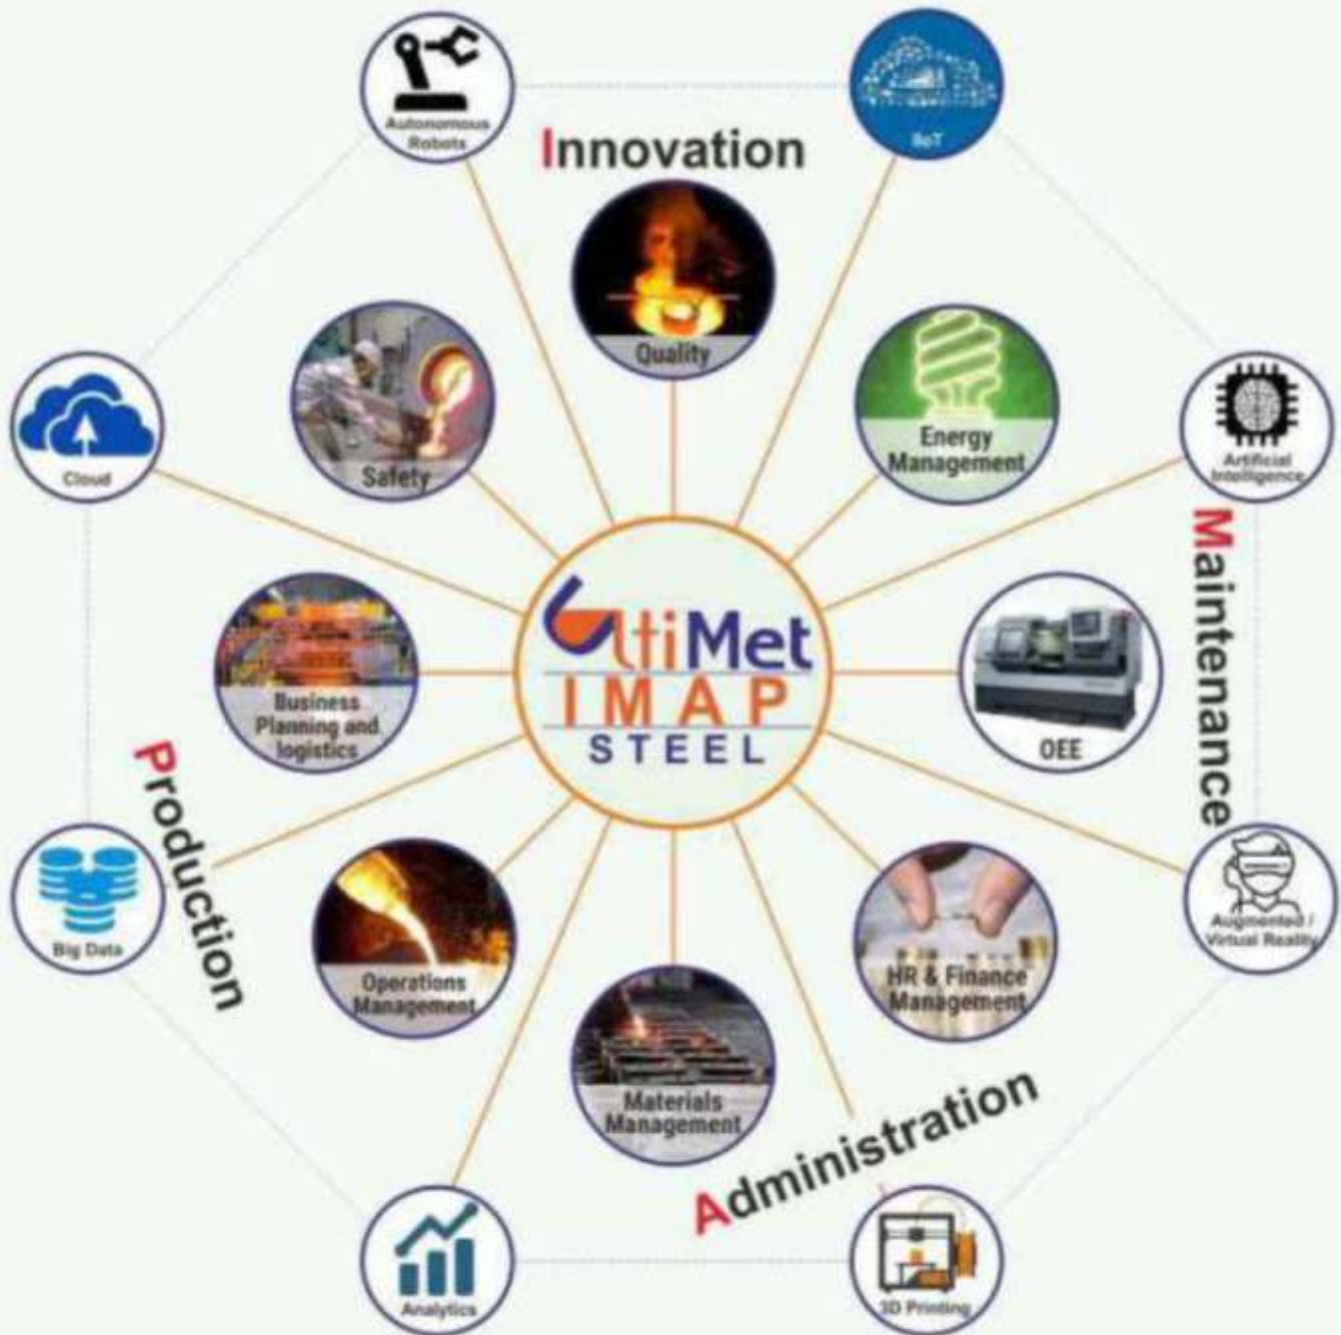 Autonomous
Robots
IIoT
Innovation
Quality
Safety
Energy
Management
Cloud
Artificial
Intelligence
Maintenance
UltiMet
IMAP
STEEL
Business
Planning and
logistics
OEE
Production
Big Data
Augmented /
Virtual Reality
Operations
Management
HR & Finance
Management
Materials
Management
Administration
Analytics
3D Printing